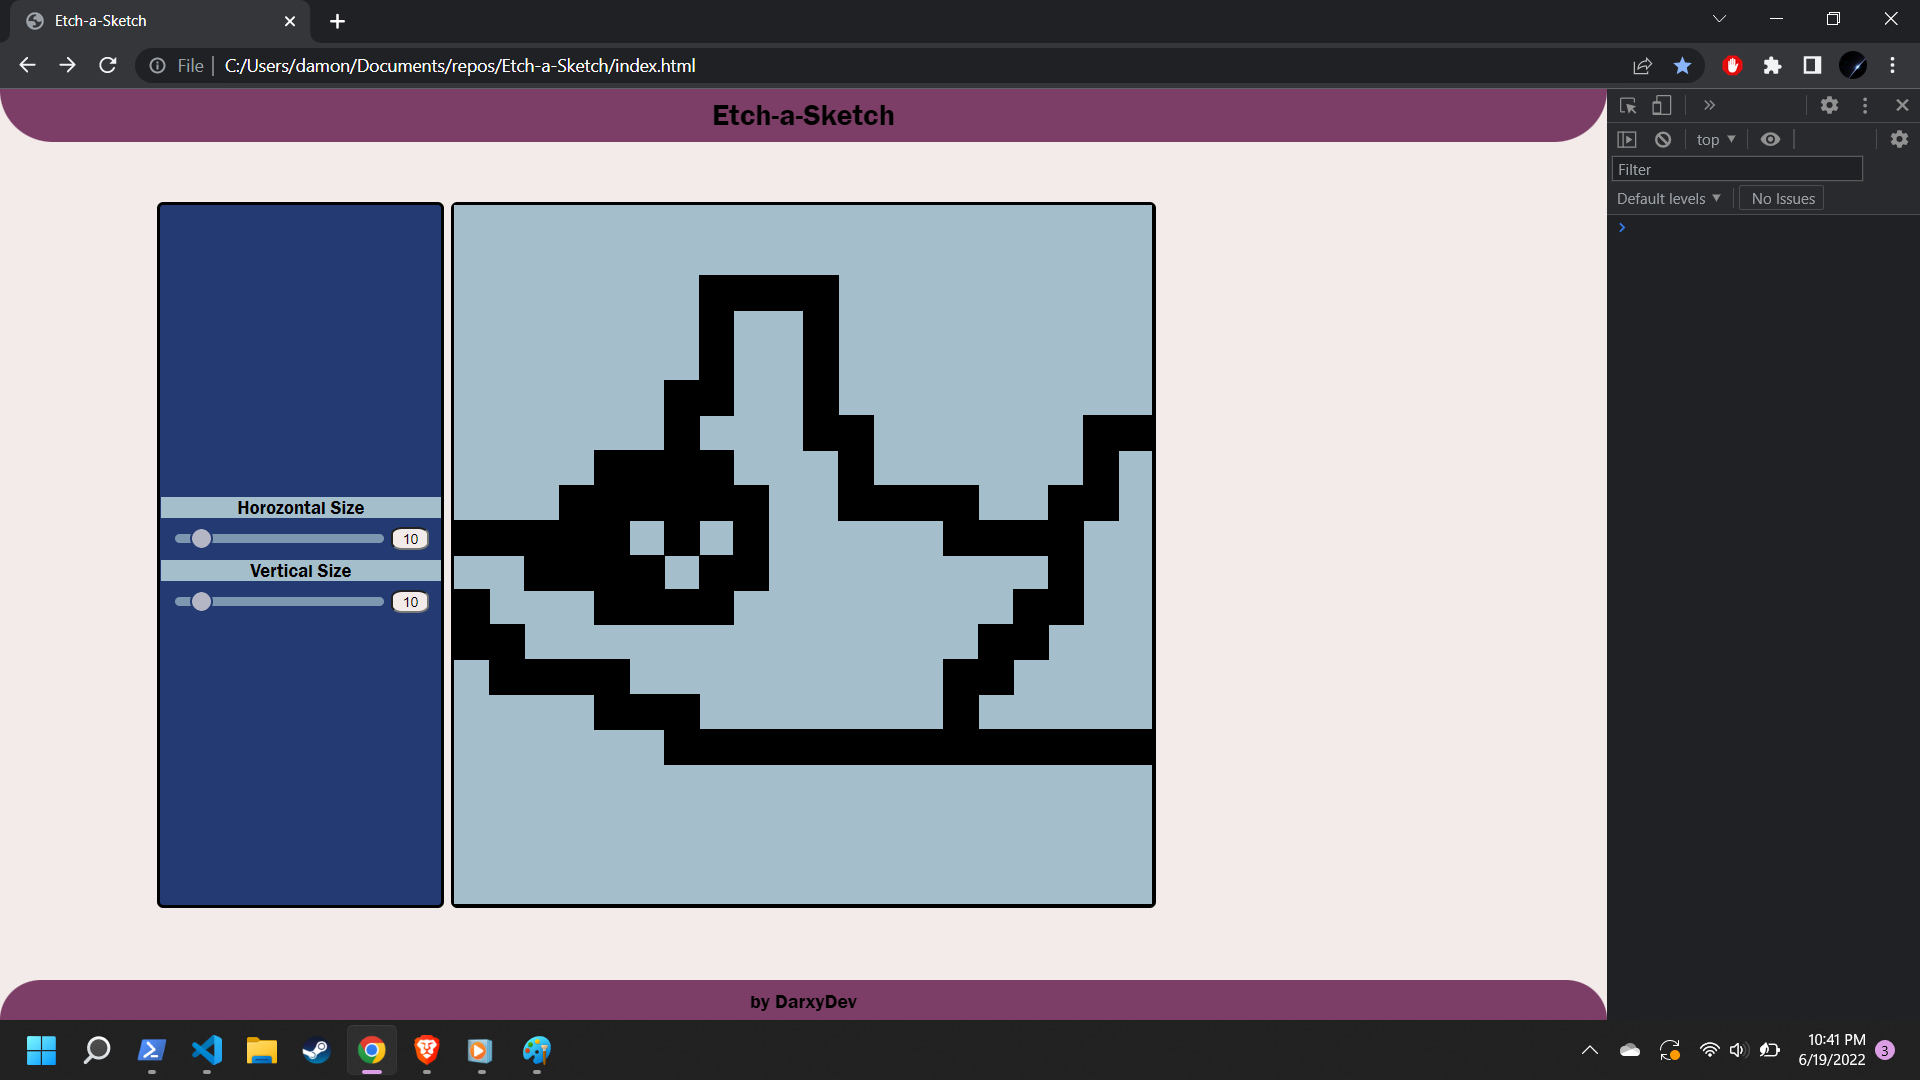 Etch-a-Sketch
File
C:/Users/damon/Documents/repos/Etch-a-Sketch/index.html
Etch-a-Sketch
top
Filter
Default levels
No Issues
Horozontal Size
10
Vertical Size
10
by DarxyDev
10:41 PM
6/19/2022
3